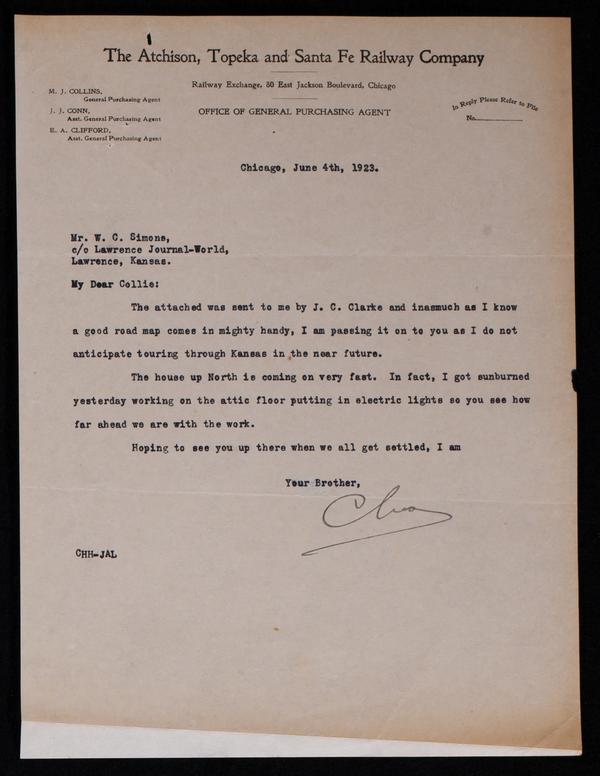 The Atchison, Topeka and Santa Fe Railway Company
Railway Exchange, 80 East Jackson Boulevard, Chicago
M. J. COLLINS,
General Purchasing Agent
J. J. CONN,
Asst. General Purchasing Agent
E. A. CLIFFORD,
Asst. General Purchasing Agent
OFFICE OF GENERAL PURCHASING AGENT
In Reply Please Refer to File
No.
Chicago, June 4th, 1923.
Mr. W. C. Simons,
c/o Lawrence Journal-World,
Lawrence, Kansas.
My Dear Collie:
The attached was sent to me by J. C. Clarke and inasmuch as I know
a good road map comes in mighty handy, I am passing it on to you as I do not
anticipate touring through Kansas in the near future.
The house up North is coming on very fast. In fact, I got sunburned
yesterday working on the attic floor putting in electric lights so you see how
far ahead we are with the work.
Hoping to see you up there when we all get settled, I am
Your Brother,
Chas
CHH-JAL